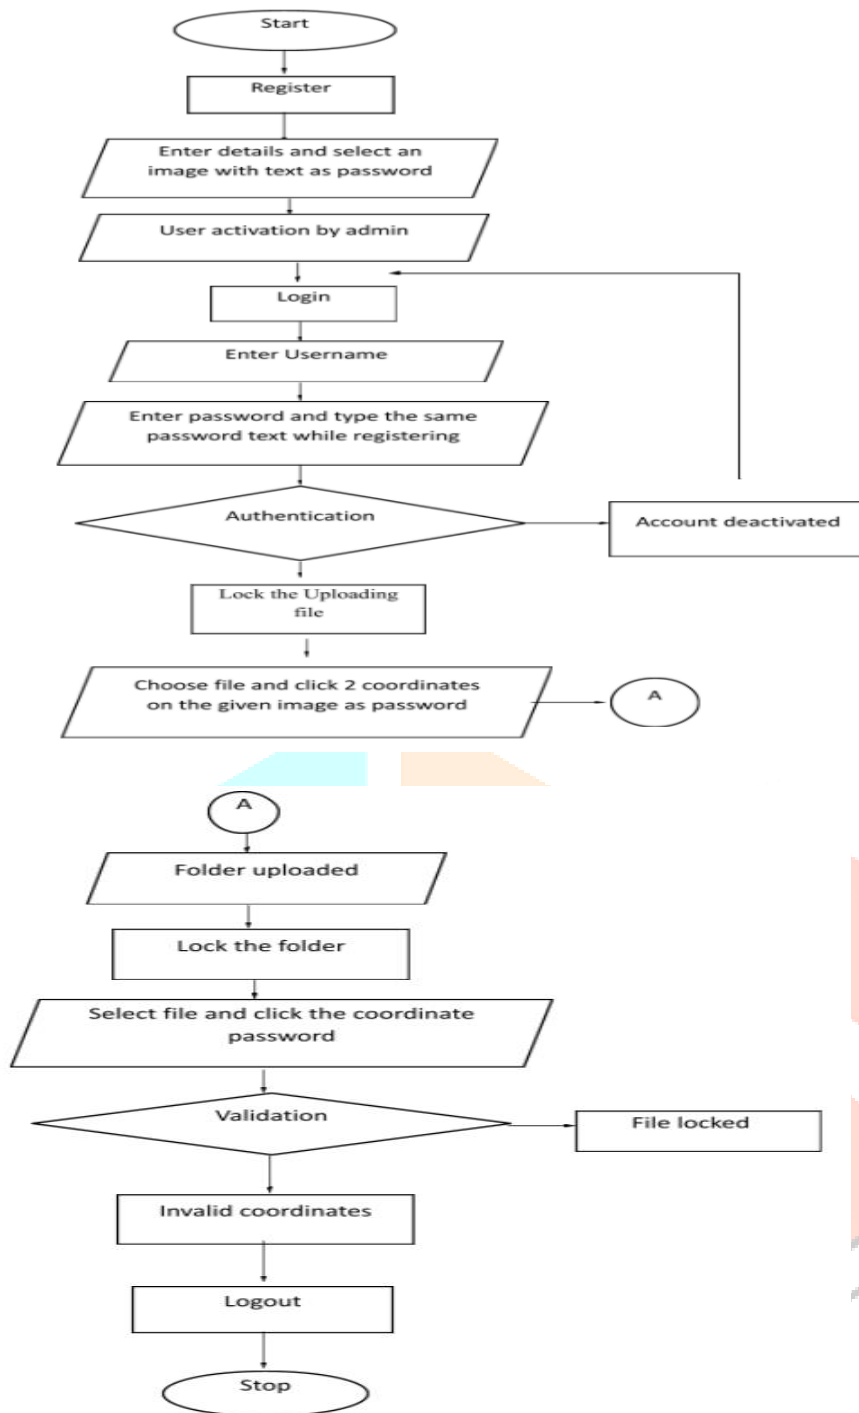 Start
Register
Enter details and select an
image with text as password
User activation by admin
Login
Enter Username
Enter password and type the same
password text while registering
Authentication
Account deactivated
Lock the Uploading
file
Choose file and click 2 coordinates
on the given image as password
A
A
Folder uploaded
Lock the folder
Select file and click the coordinate
password
Validation
File locked
Invalid coordinates
Logout
Stop